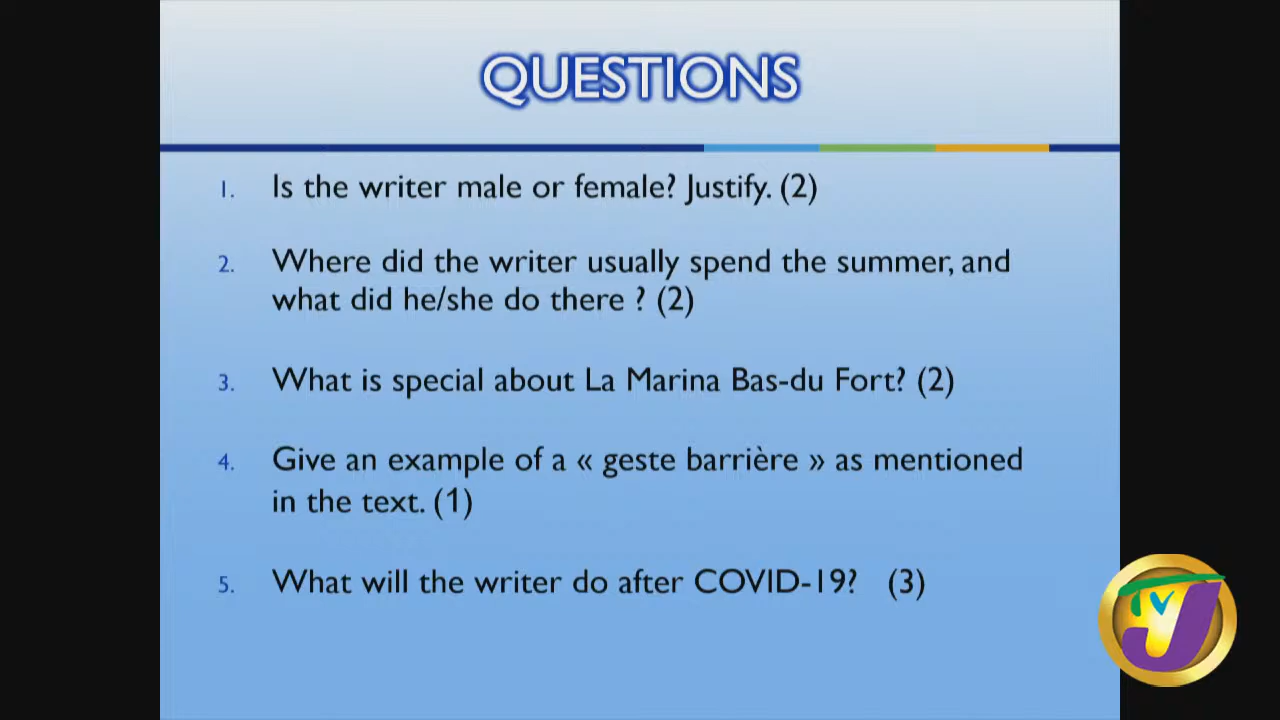 QUESTIONS
1. Is the writer male or female? Justify. (2)
2. Where did the writer usually spend the summer, and
what did he/she do there ? (2)
3. What is special about La Marina Bas-du Fort? (2)
4. Give an example of a « geste barrière » as mentioned
in the text. (1)
5. What will the writer do after COVID-19? (3)
TVJ